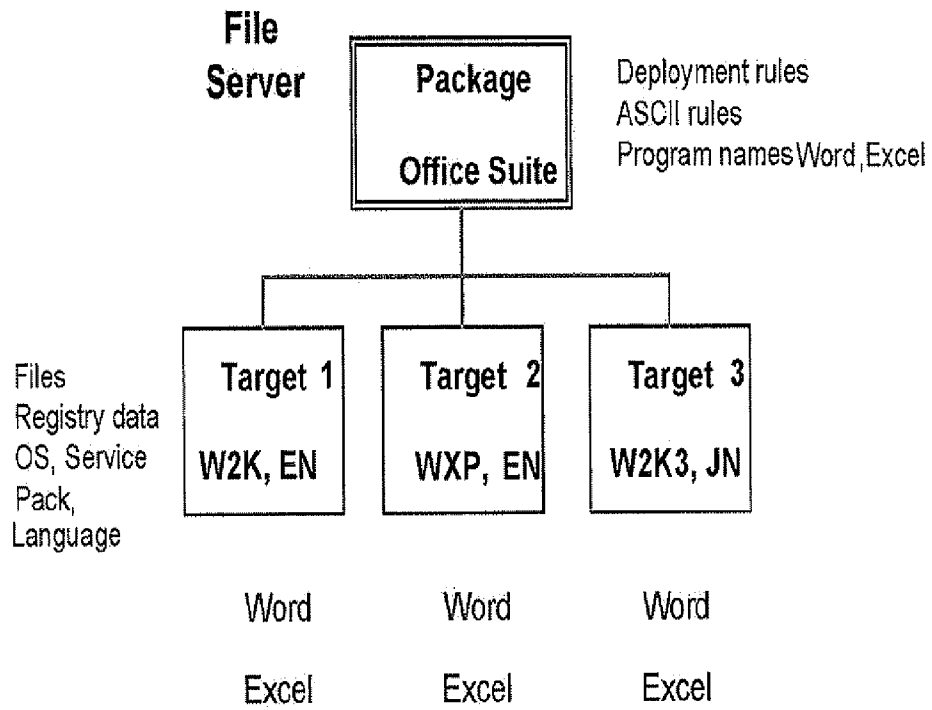 File
Server
Package
Office Suite
Deployment rules
ASCII rules
Program names Word,Excel
Target 1
W2K, EN
Target 2
WXP, EN
Target 3
W2K3, JN
Files
Registry data
OS, Service
Pack,
Language
Word
Word
Word
Excel
Excel
Excel